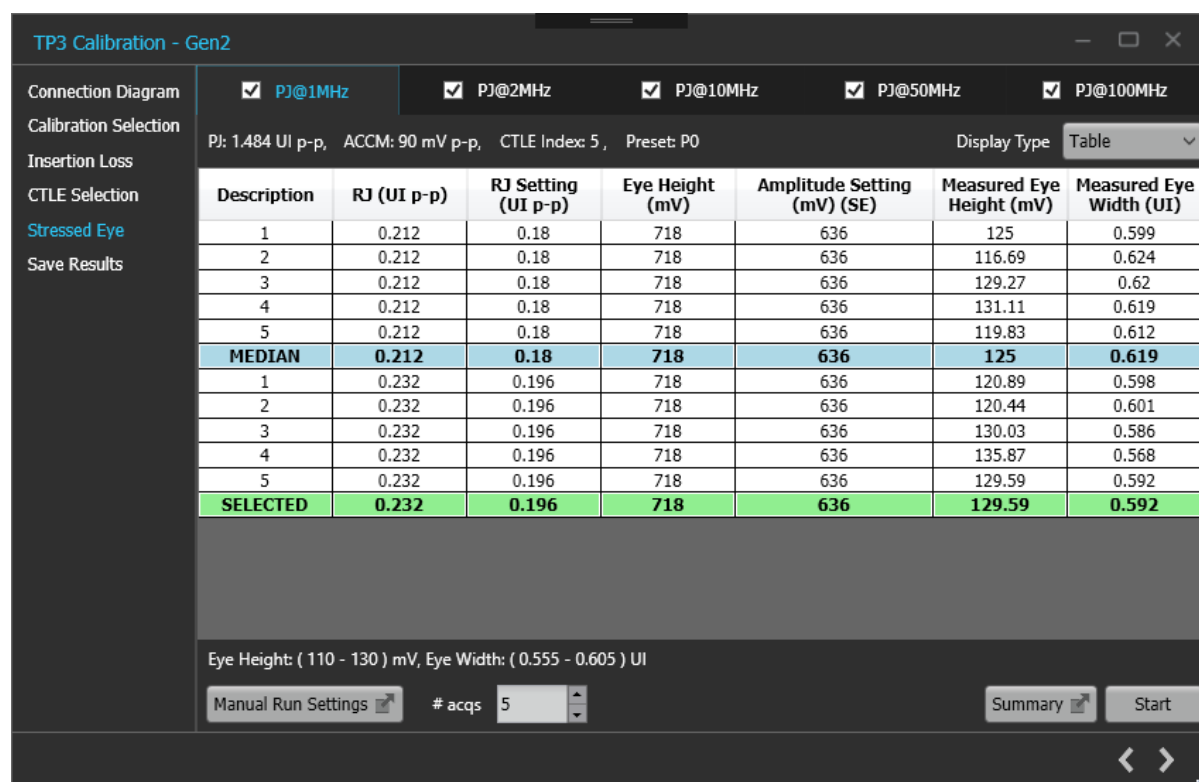 TP3 Calibration - Gen2
Connection Diagram
Calibration Selection
Insertion Loss
CTLE Selection
Stressed Eye
Save Results
PJ@1MHz PJ@2MHz PJ@10MHz PJ@50MHz PJ@100MHz
PJ: 1.484 UI p-p, ACCM: 90 mV p-p, CTLE Index: 5 , Preset: P0 Display Type Table
Description RJ (UI p-p) RJ Setting (UI p-p) Eye Height (mV) Amplitude Setting (mV) (SE) Measured Eye Height (mV) Measured Eye Width (UI)
1 0.212 0.18 718 636 125 0.599
2 0.212 0.18 718 636 116.69 0.624
3 0.212 0.18 718 636 129.27 0.62
4 0.212 0.18 718 636 131.11 0.619
5 0.212 0.18 718 636 119.83 0.612
MEDIAN 0.212 0.18 718 636 125 0.619
1 0.232 0.196 718 636 120.89 0.598
2 0.232 0.196 718 636 120.44 0.601
3 0.232 0.196 718 636 130.03 0.586
4 0.232 0.196 718 636 135.87 0.568
5 0.232 0.196 718 636 129.59 0.592
SELECTED 0.232 0.196 718 636 129.59 0.592
Eye Height: ( 110 - 130 ) mV, Eye Width: ( 0.555 - 0.605 ) UI
Manual Run Settings # acqs 5 Summary Start